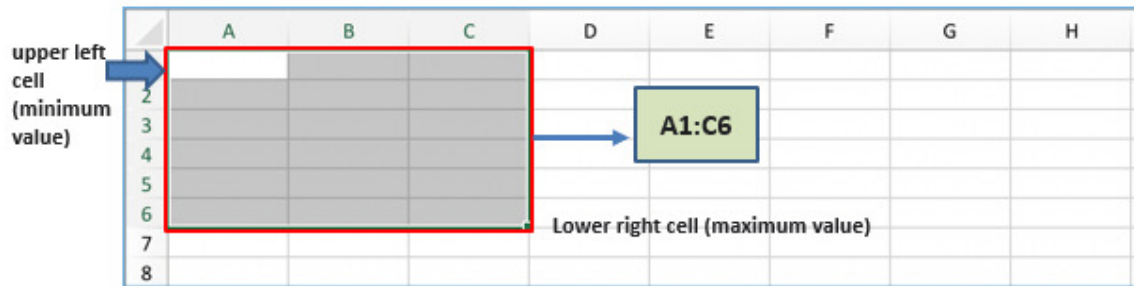 A B C D E F G H
upper left
cell
(minimum
value)
2
3
A1:C6
4
5
6
Lower right cell (maximum value)
7
8